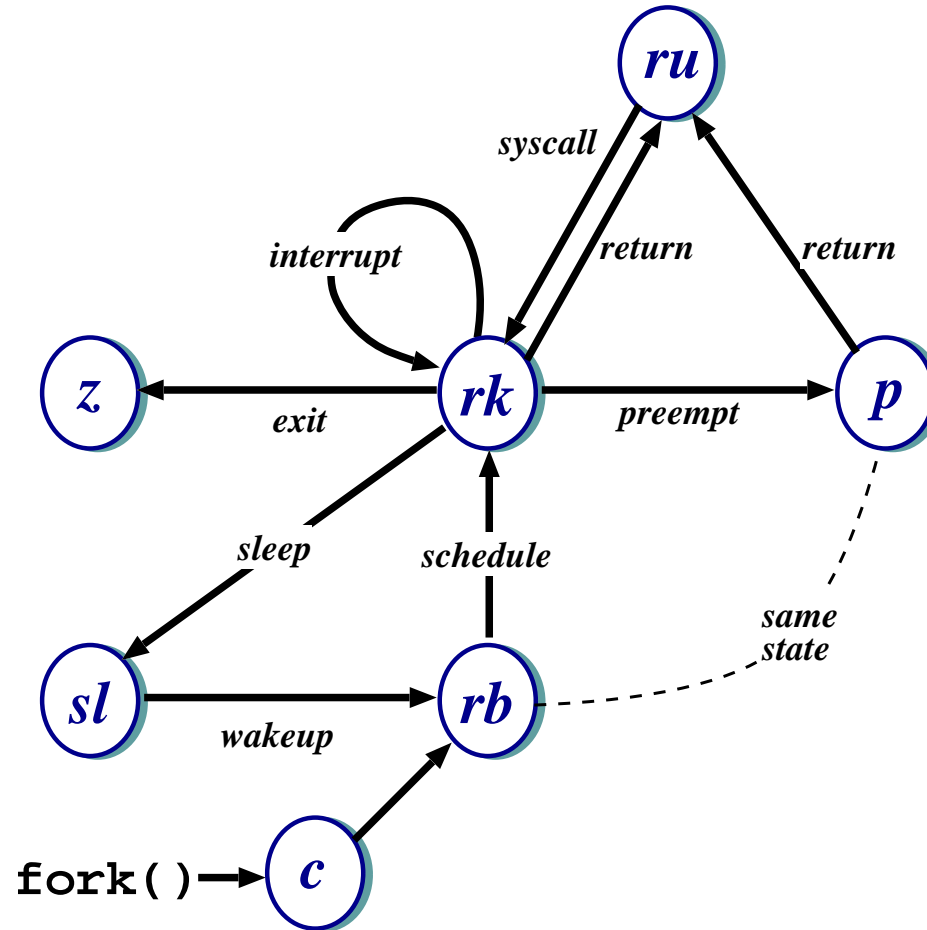 ru
syscall
interrupt
return
return
z
rk
p
exit
preempt
sleep
schedule
same
state
sl
rb
wakeup
fork()
c